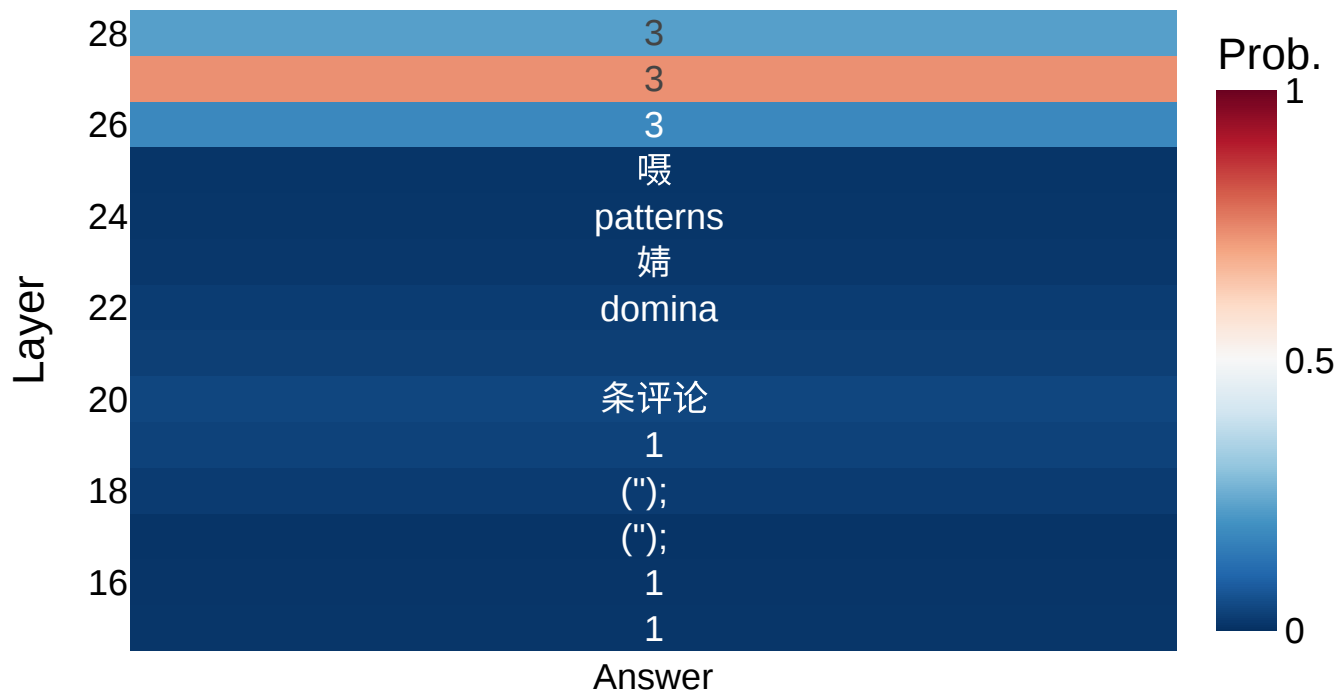 28
3
Prob.
3
1
26
3
嗫
24
patterns
婧
22
domina
0.5
Layer
20
条评论
1
18
(");
(");
16
1
1
0
Answer